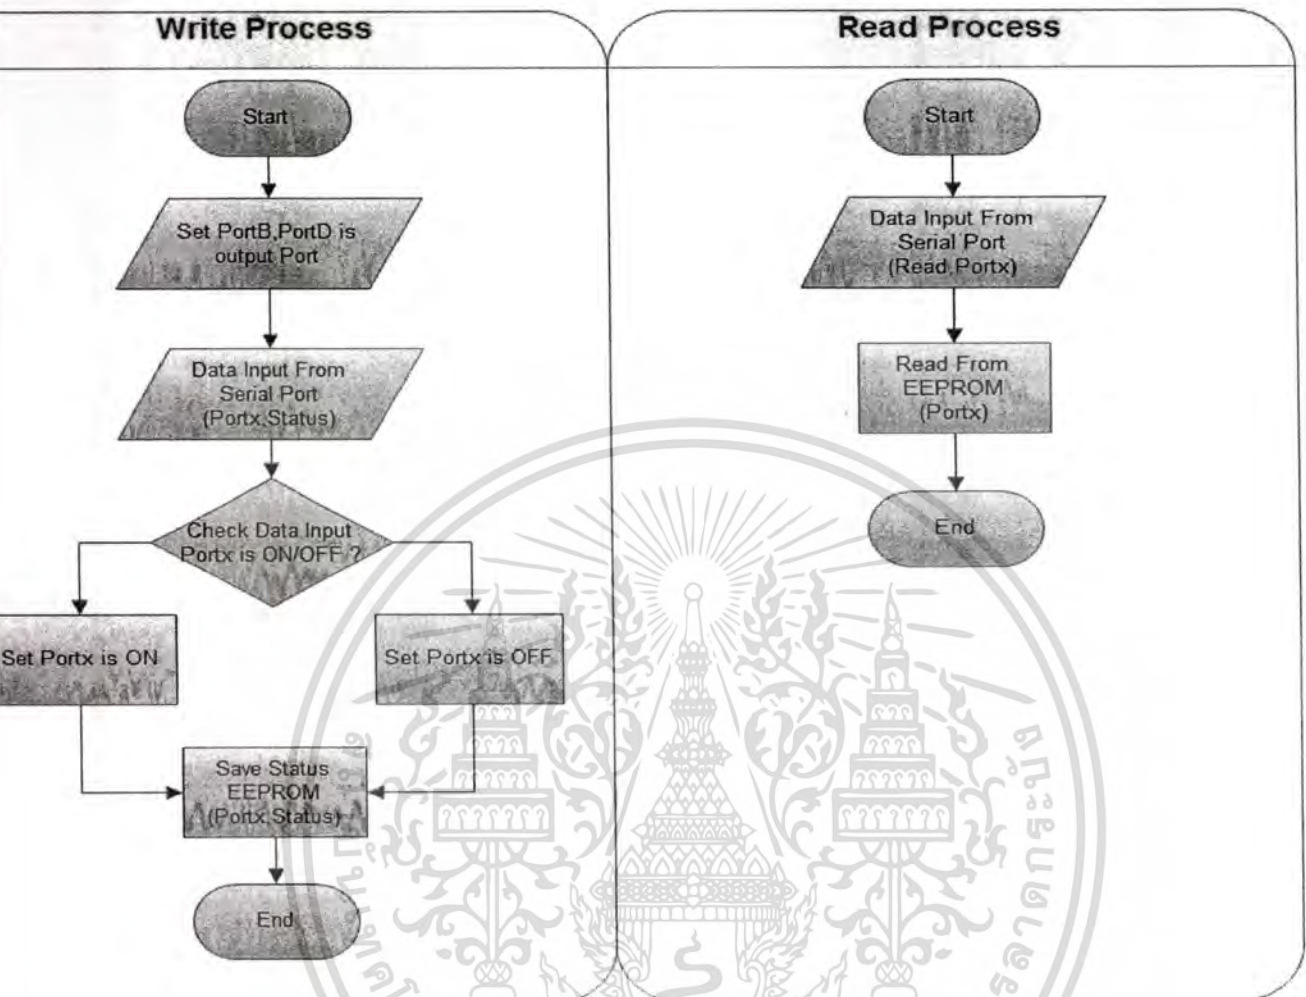 Write Process
Start
Set PortB,PortD is
output Port
Data Input From
Serial Port
(Portx,Status)
Check Data Input
Portx is ON/OFF ?
Set Portx is ON
Set Portx is OFF
Save Status
EEPROM
(Portx,Status)
End
Read Process
Start
Data Input From
Serial Port
(Read,Portx)
Read From
EEPROM
(Portx)
End